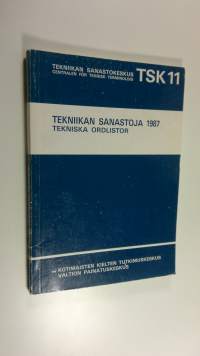 TEKNIIKAN SANASTOKESKUS
CENTRALEN FÖR TEKNISK TERMINOLOGI
TSK 11
TEKNIIKAN SANASTOJA 1987
TEKNISKA ORDLISTOR
KOTIMAISTEN KIELTEN TUTKIMUSKESKUS
VALTION PAINATUSKESKUS